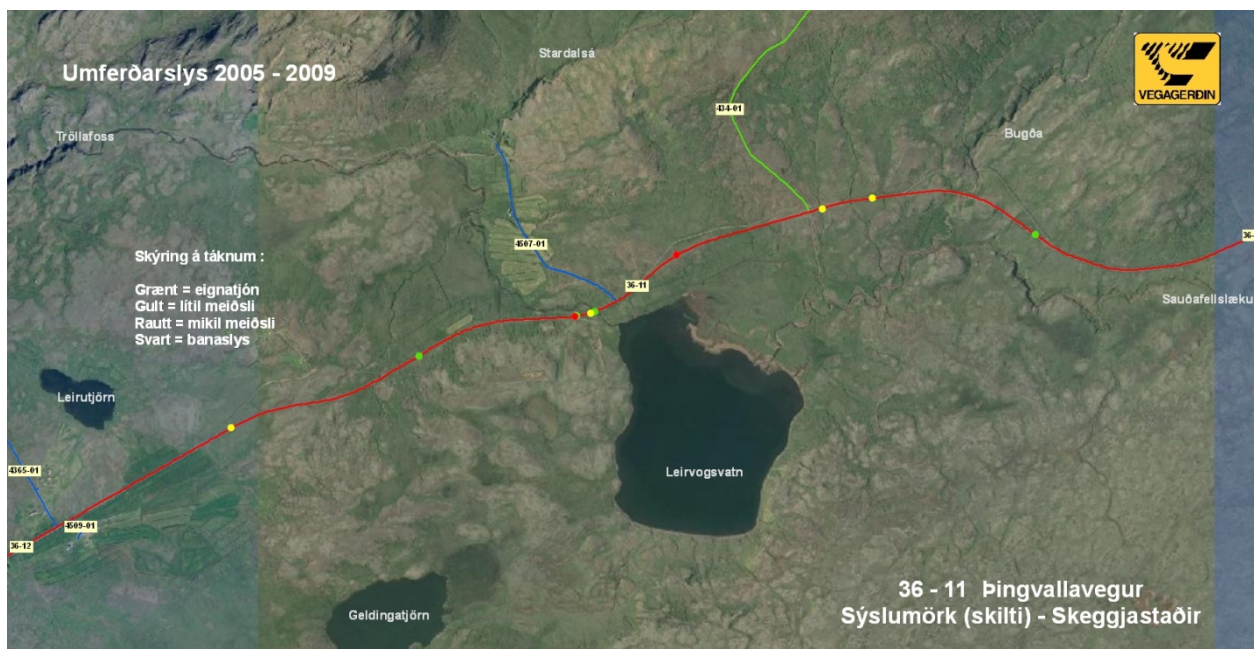 Umferðarslys 2005 - 2009
Stardalsá
VEGAGERÐIN
434-01
Tröllafoss
Bugða
4507-01
36-
Skýring á táknum :
Grænt = eignatjón
Gult = lítil meiðsli
Rautt = mikil meiðsli
Svart = banaslys
36-11
Sauðafellslæku
Leirutjörn
4365-01
Leirvogsvatn
4509-01
36-12
Geldingatjörn
36 - 11 Þingvallavegur
Sýslumörk (skilti) - Skeggjastaðir